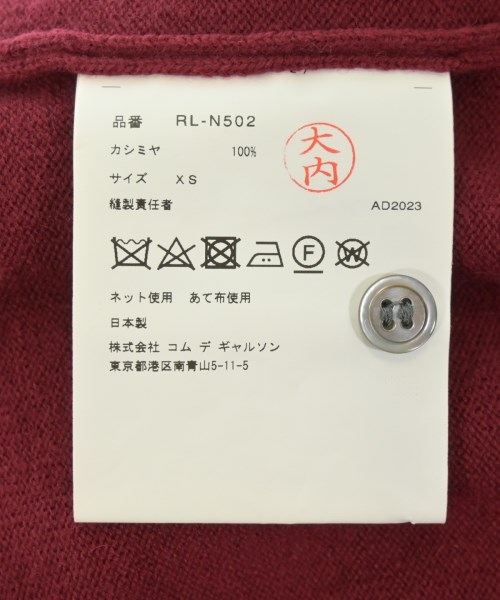 品番 RL-N502
カシミヤ 100%
大内
サイズ XS
縫製責任者 AD2023
F W
ネット使用 あて布使用
日本製
株式会社 コム デ ギャルソン
東京都港区南青山5-11-5